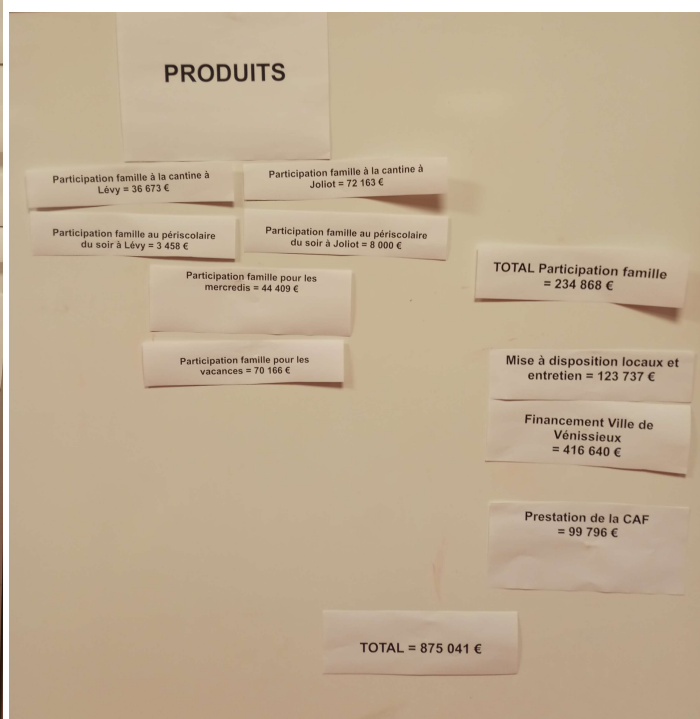 PRODUITS
Participation famille à la cantine à
Lévy = 36 673 €
Participation famille à la cantine à
Joliot = 72 163 €
Participation famille au périscolaire
du soir à Lévy = 3 458 €
Participation famille au périscolaire
du soir à Joliot = 8 000 €
Participation famille pour les
mercredis = 44 409 €
Participation famille pour les
vacances = 70 166 €
TOTAL Participation famille
= 234 868 €
Mise à disposition locaux et
entretien = 123 737 €
Financement Ville de
Vénissieux
= 416 640 €
Prestation de la CAF
= 99 796 €
TOTAL = 875 041 €